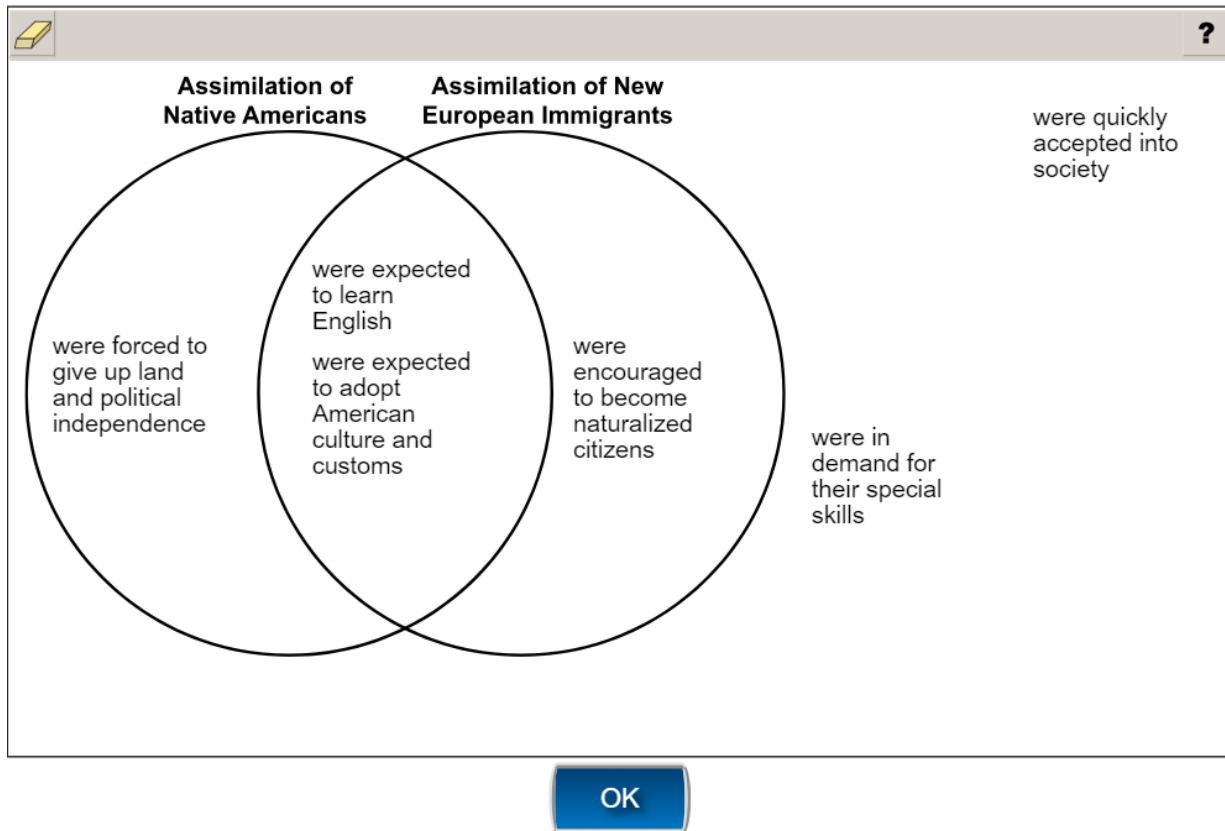 ?
Assimilation of
Native Americans
Assimilation of New
European Immigrants
were quickly
accepted into
society
were forced to
give up land
and political
independence
were expected
to learn
English
were expected
to adopt
American
culture and
customs
were
encouraged
to become
naturalized
citizens
were in
demand for
their special
skills
OK